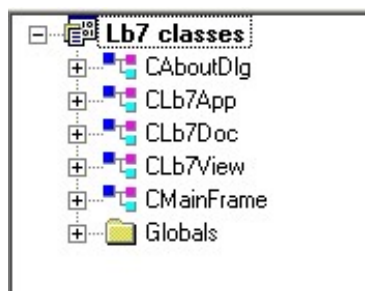 Lb7 classes
CAboutDlg
CLb7App
CLb7Doc
CLb7View
CMainFrame
Globals